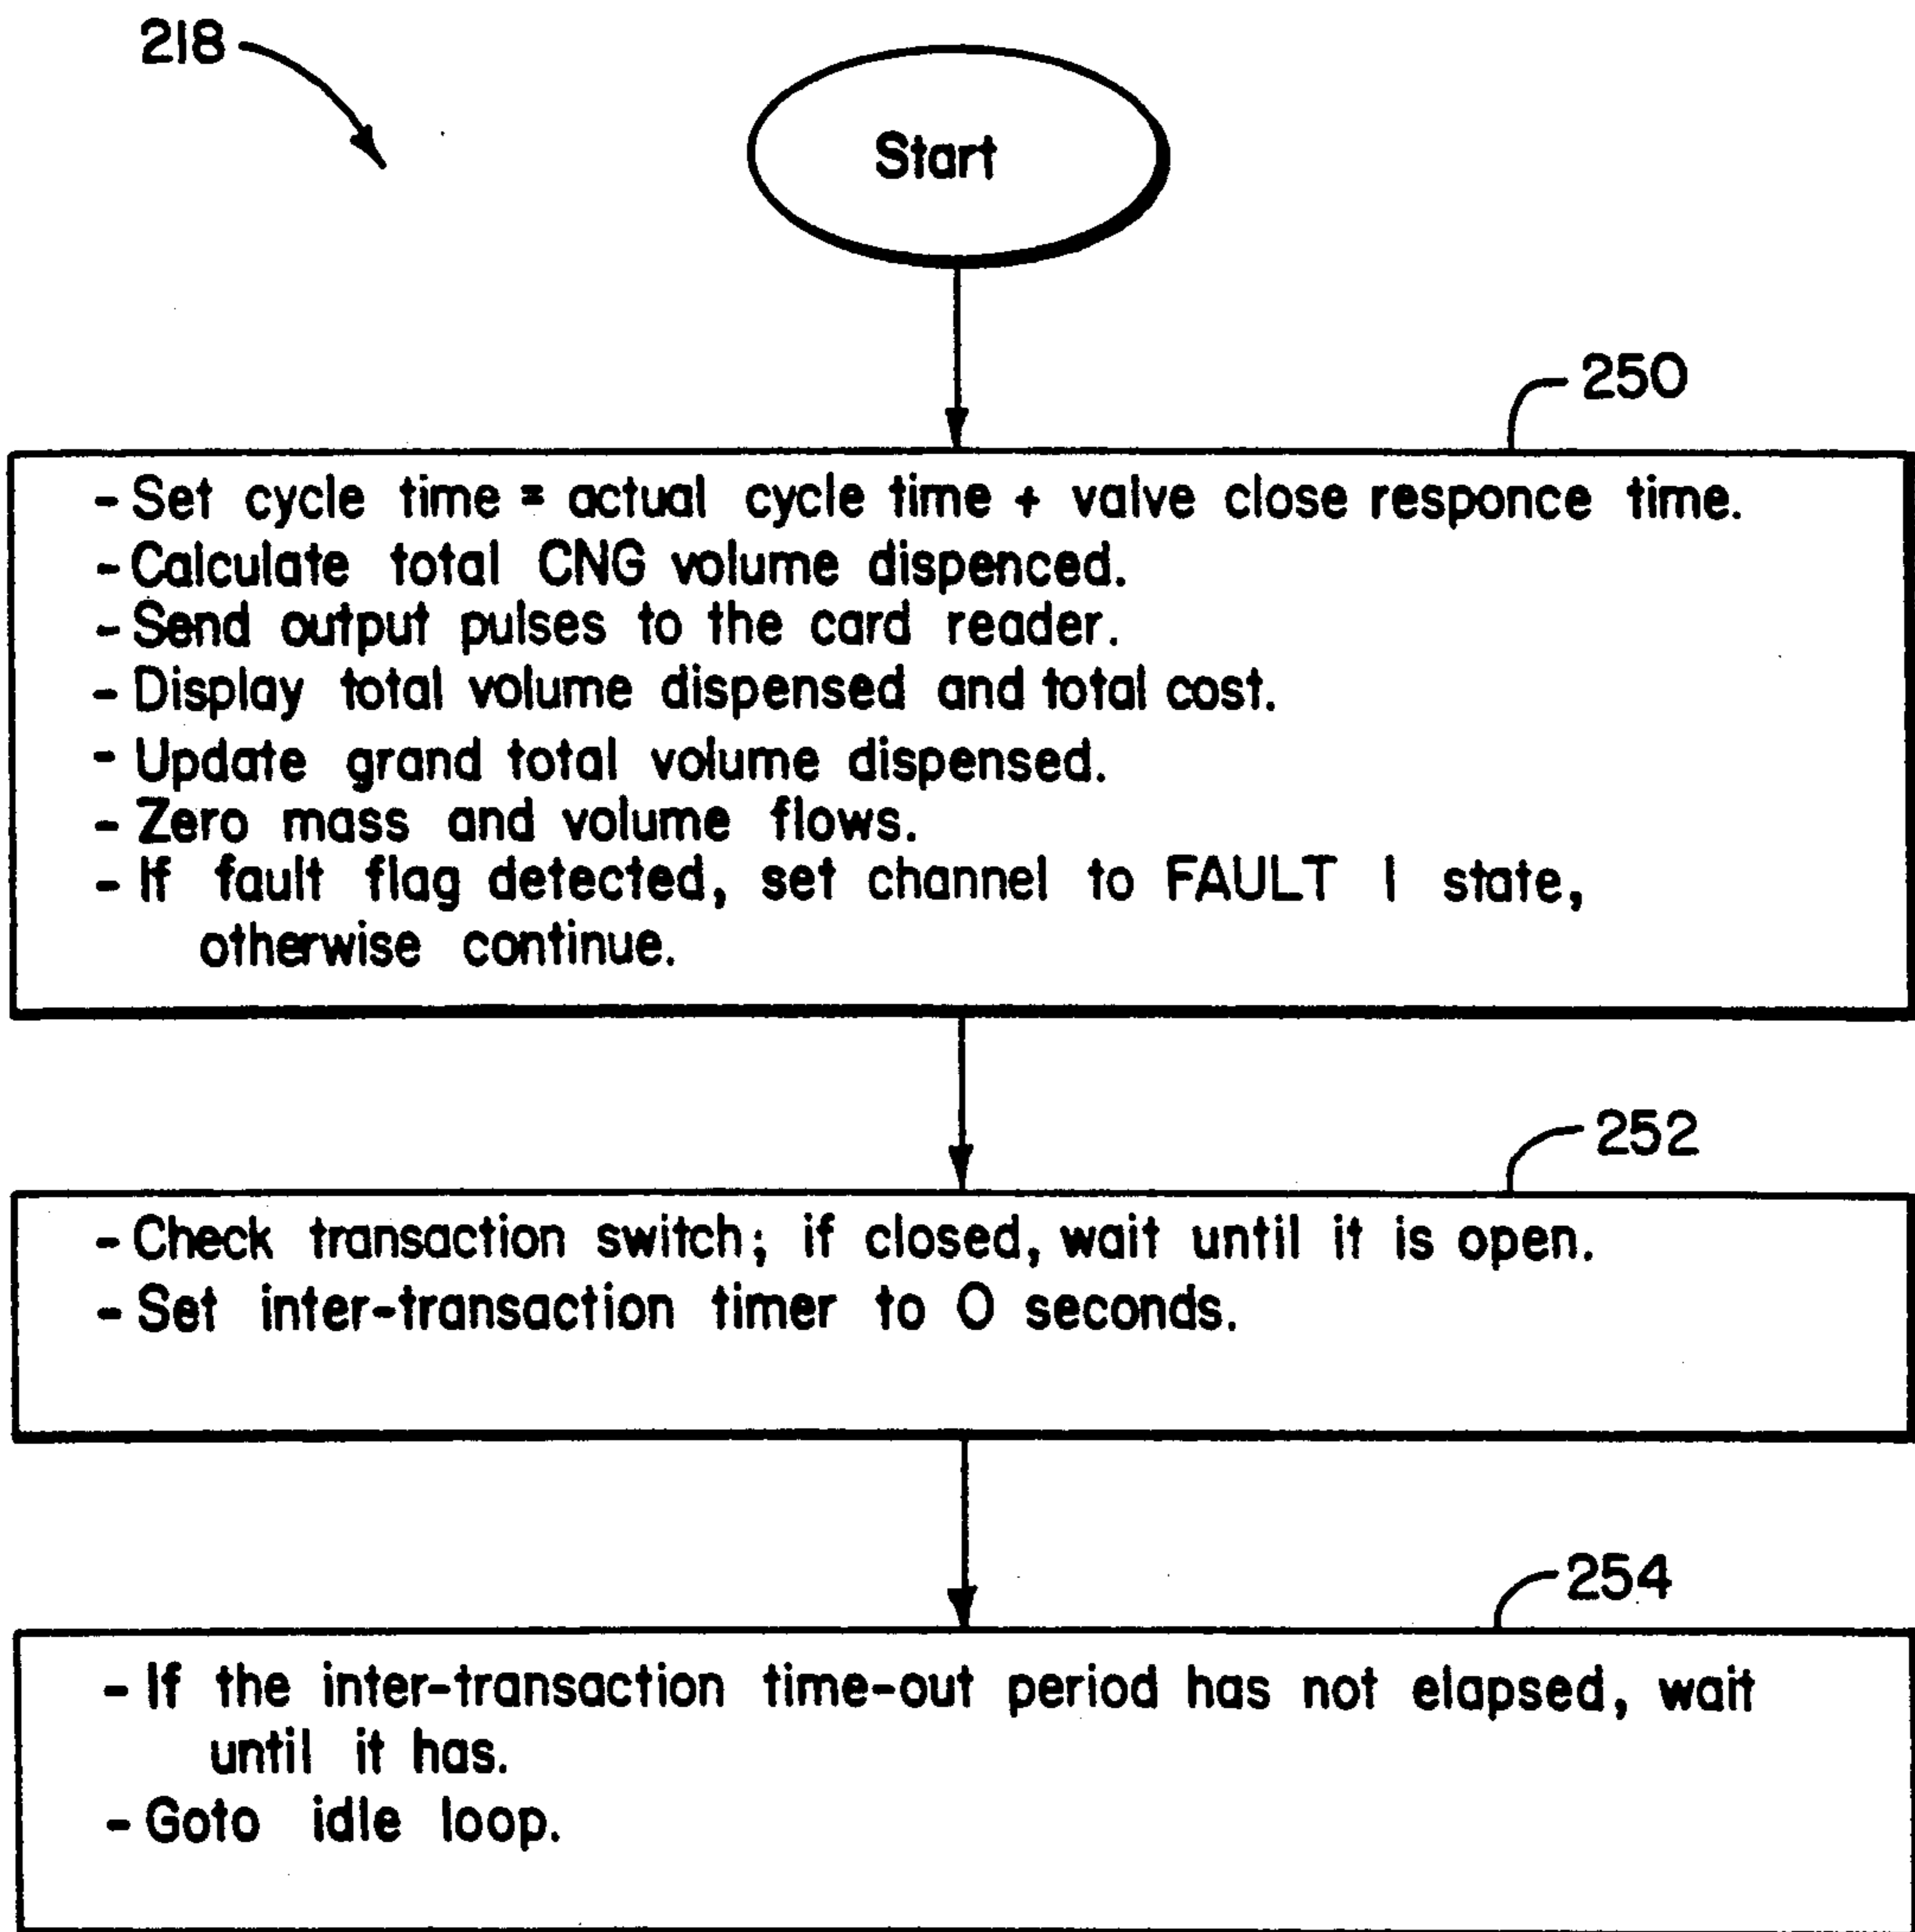 218
Start
250
- Set cycle time = actual cycle time + valve close responce time.
- Calculate total CNG volume dispenced.
- Send output pulses to the card reader.
- Display total volume dispensed and total cost.
- Update grand total volume dispensed.
- Zero mass and volume flows.
- If fault flag detected, set channel to FAULT 1 state,
otherwise continue.
252
- Check transaction switch; if closed, wait until it is open.
- Set inter-transaction timer to 0 seconds.
254
- If the inter-transaction time-out period has not elapsed, wait
until it has.
- Goto idle loop.